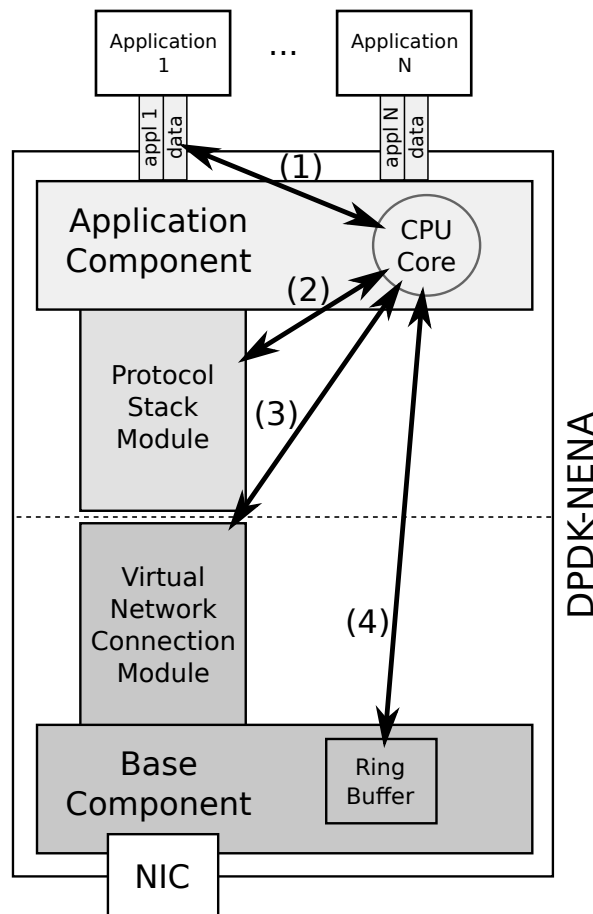 Application
1
...
Application
N
appl 1
data
appl N
data
(1)
Application
Component
CPU
Core
(2)
Protocol
Stack
Module
(3)
DPDK-NENA
Virtual
Network
Connection
Module
(4)
Base
Component
Ring
Buffer
NIC